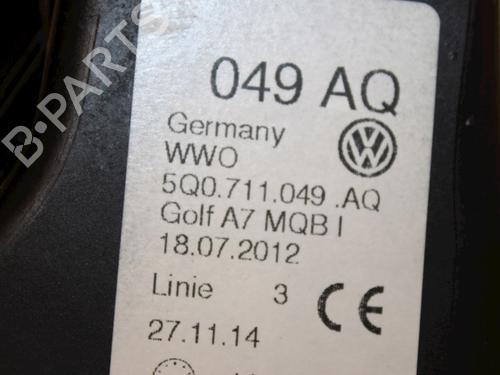 049 AQ
Germany
WWO
5Q0.711.049 .AQ
Golf A7 MQB I
18.07.2012
Linie 3 CE
27.11.14
B-PARTS